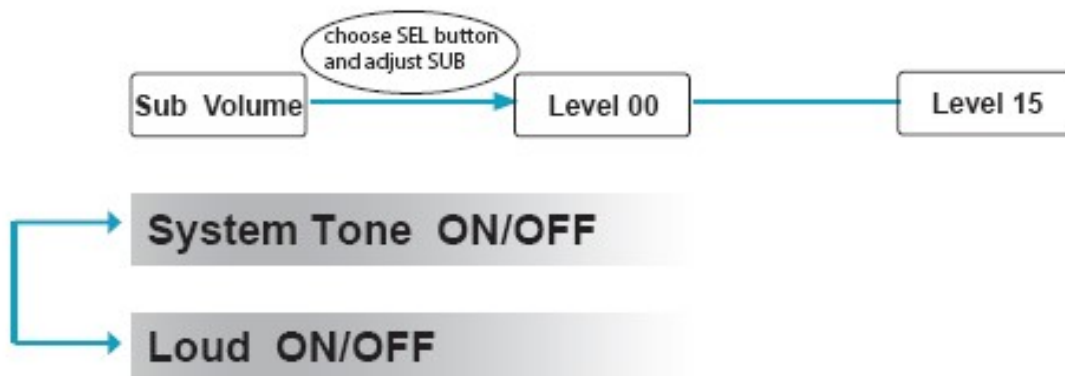 choose SEL button
and adjust SUB
Sub Volume
Level 00
Level 15
System Tone ON/OFF
Loud ON/OFF